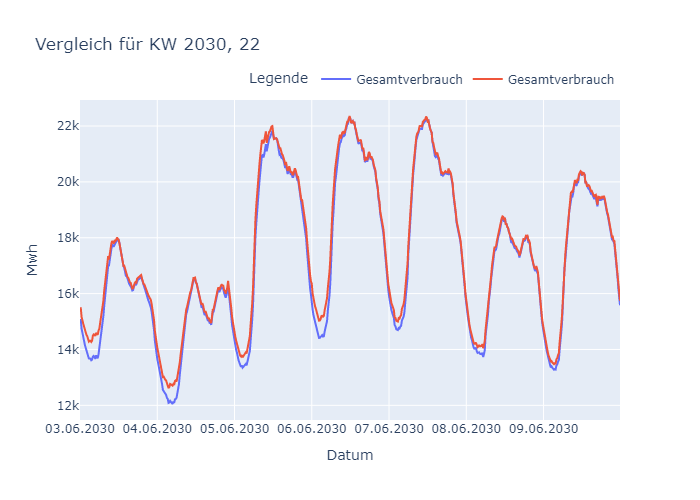 Vergleich für KW 2030, 22
Legende Gesamtverbrauch Gesamtverbrauch
22k
20k
18k
16k
14k
12k
Mwh
03.06.2030 04.06.2030 05.06.2030 06.06.2030 07.06.2030 08.06.2030 09.06.2030
Datum